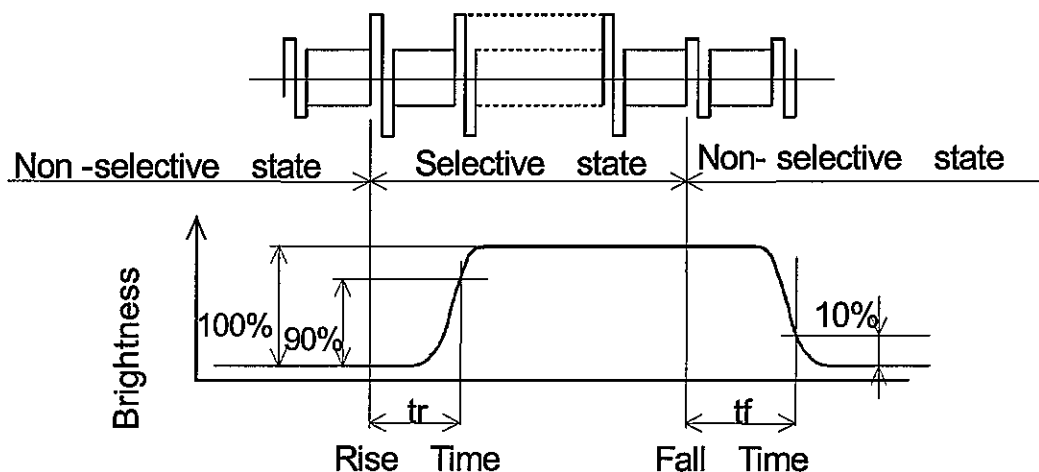 Non -selective state Selective state Non- selective state
100%
90%
10%
Brightness
tr tf
Rise Time Fall Time